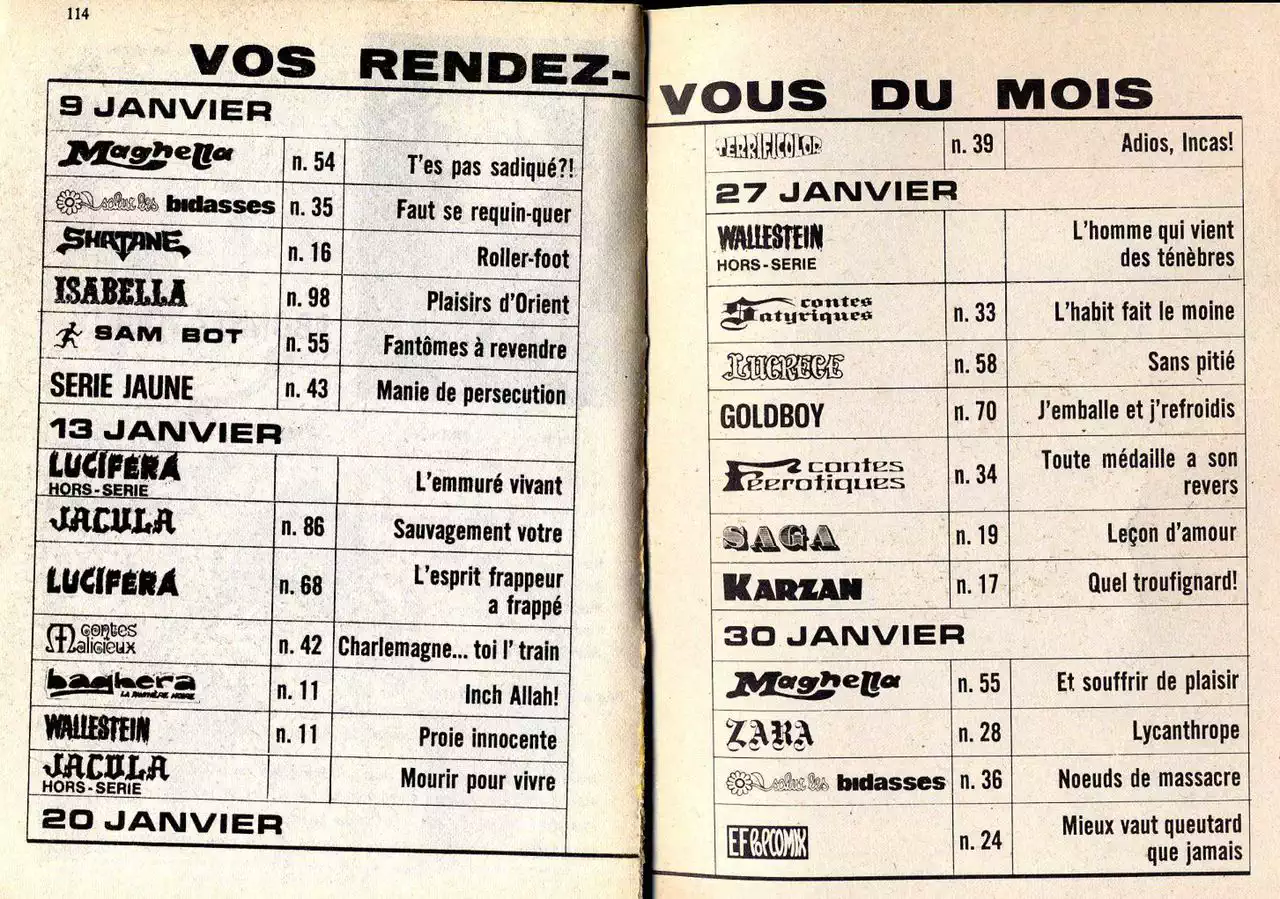 114
VOS RENDEZ-
9 JANVIER
Maghella n. 54 T'es pas sadiqué?!
salut les bidasses n. 35 Faut se requin-quer
SHATANE n. 16 Roller-foot
ISABELLA n. 98 Plaisirs d'Orient
SAM BOT n. 55 Fantômes à revendre
SERIE JAUNE n. 43 Manie de persecution
13 JANVIER
LUCIFERA L'emmuré vivant
HORS-SERIE
JACULA n. 86 Sauvagement votre
LUCIFERA n. 68 L'esprit frappeur
a frappé
contes Malicieux n. 42 Charlemagne... toi l' train
baghera LA PANTHÈRE NOIRE n. 11 Inch Allah!
WALLESTEIN n. 11 Proie innocente
JACULA Mourir pour vivre
HORS-SERIE
20 JANVIER
VOUS DU MOIS
TERRIFICOLOR n. 39 Adios, Incas!
27 JANVIER
WALLESTEIN L'homme qui vient
HORS-SERIE des ténèbres
contes Satyriques n. 33 L'habit fait le moine
LUCRECE n. 58 Sans pitié
GOLDBOY n. 70 J'emballe et j'refroidis
contes Feerotiques n. 34 Toute médaille a son
revers
SAGA n. 19 Leçon d'amour
KARZAN n. 17 Quel troufignard!
30 JANVIER
Maghella n. 55 Et souffrir de plaisir
ZARA n. 28 Lycanthrope
salut les bidasses n. 36 Noeuds de massacre
EF POPCOMIX n. 24 Mieux vaut queutard
que jamais